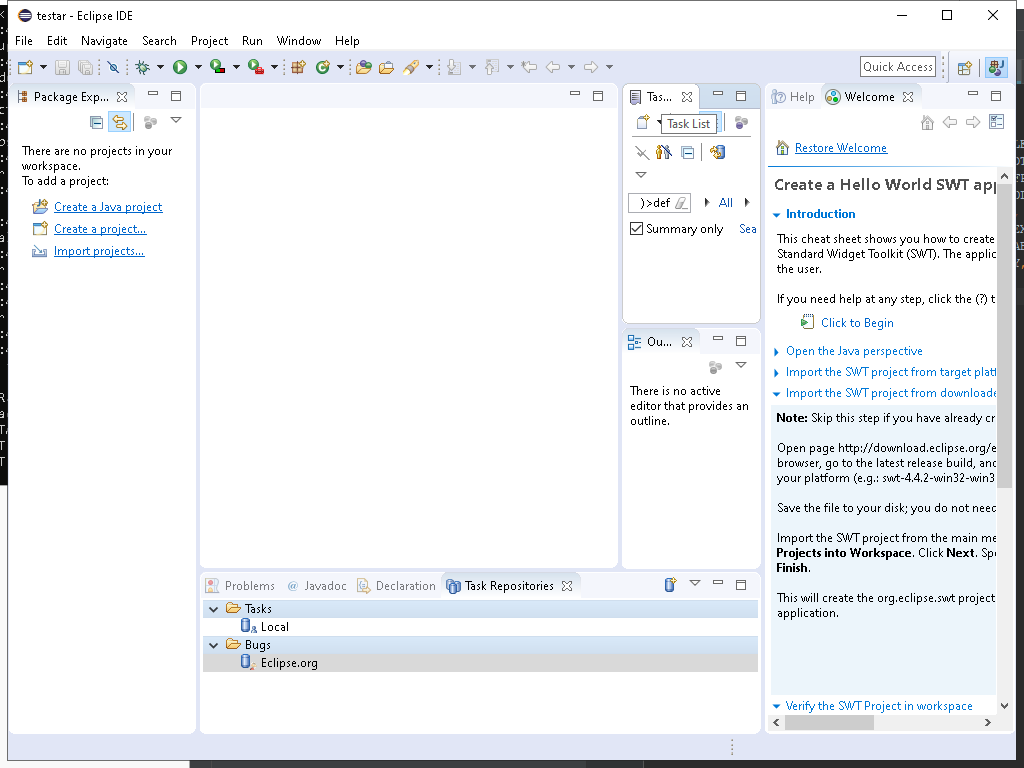 testar - Eclipse IDE
File Edit Navigate Search Project Run Window Help
Quick Access
Package Exp...
There are no projects in your
workspace.
To add a project:
Create a Java project
Create a project...
Import projects...
Tas...
Task List
)>def
All
Summary only
Sea
Ou...
There is no active
editor that provides an
outline.
Help
Welcome
Restore Welcome
Create a Hello World SWT app
Introduction
This cheat sheet shows you how to create
Standard Widget Toolkit (SWT). The applic
the user.
If you need help at any step, click the (?) t
Click to Begin
Open the Java perspective
Import the SWT project from target platf
Import the SWT project from downloade
Note: Skip this step if you have already cr
Open page http://download.eclipse.org/e
browser, go to the latest release build, and
your platform (e.g.: swt-4.4.2-win32-win3
Save the file to your disk; you do not need
Import the SWT project from the main me
Projects into Workspace. Click Next. Spe
Finish.
This will create the org.eclipse.swt project
application.
Verify the SWT Project in workspace
Problems
Javadoc
Declaration
Task Repositories
Tasks
Local
Bugs
Eclipse.org